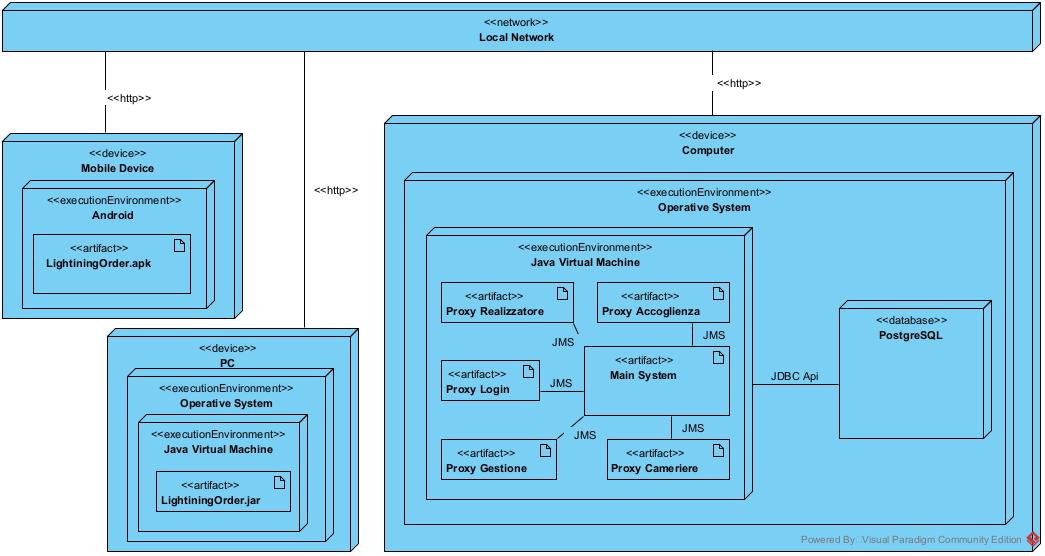 <<network>>
Local Network
<<http>>
<<http>>
<<http>>
<<device>>
Mobile Device
<<executionEnvironment>>
Android
<<artifact>>
LightiningOrder.apk
<<device>>
PC
<<executionEnvironment>>
Operative System
<<executionEnvironment>>
Java Virtual Machine
<<artifact>>
LightiningOrder.jar
<<device>>
Computer
<<executionEnvironment>>
Operative System
<<executionEnvironment>>
Java Virtual Machine
<<artifact>>
Proxy Realizzatore
<<artifact>>
Proxy Accoglienza
JMS
JMS
<<artifact>>
Proxy Login
JMS
<<artifact>>
Main System
JMS
JMS
<<artifact>>
Proxy Gestione
<<artifact>>
Proxy Cameriere
JDBC Api
<<database>>
PostgreSQL
Powered By Visual Paradigm Community Edition